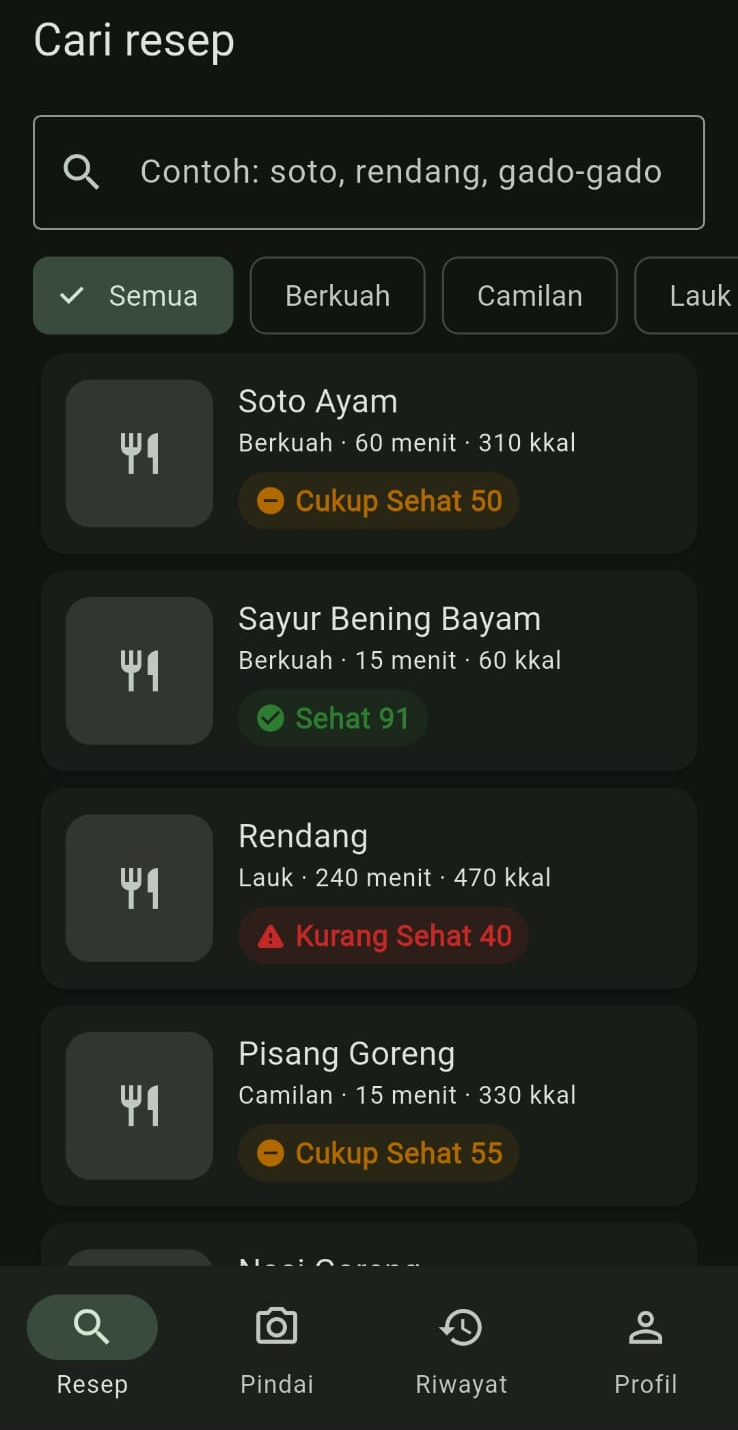 Cari resep
Contoh: soto, rendang, gado-gado
Semua
Berkuah
Camilan
Lauk
Soto Ayam
Berkuah · 60 menit · 310 kkal
Cukup Sehat 50
Sayur Bening Bayam
Berkuah · 15 menit · 60 kkal
Sehat 91
Rendang
Lauk · 240 menit · 470 kkal
Kurang Sehat 40
Pisang Goreng
Camilan · 15 menit · 330 kkal
Cukup Sehat 55
Resep
Pindai
Riwayat
Profil